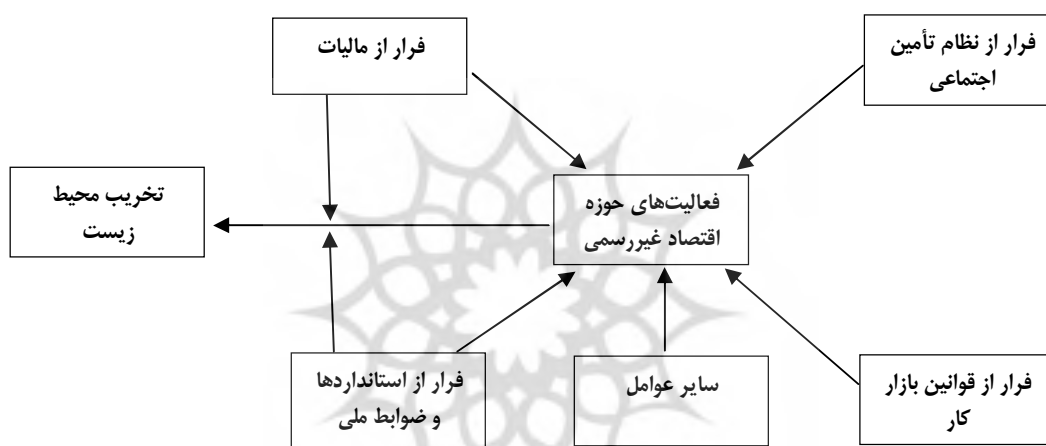 فرار از نظام تأمین
اجتماعی
فرار از مالیات
فعالیت‌های حوزه
اقتصاد غیررسمی
تخریب محیط
زیست
فرار از قوانین بازار
کار
سایر عوامل
فرار از استانداردها
و ضوابط ملی